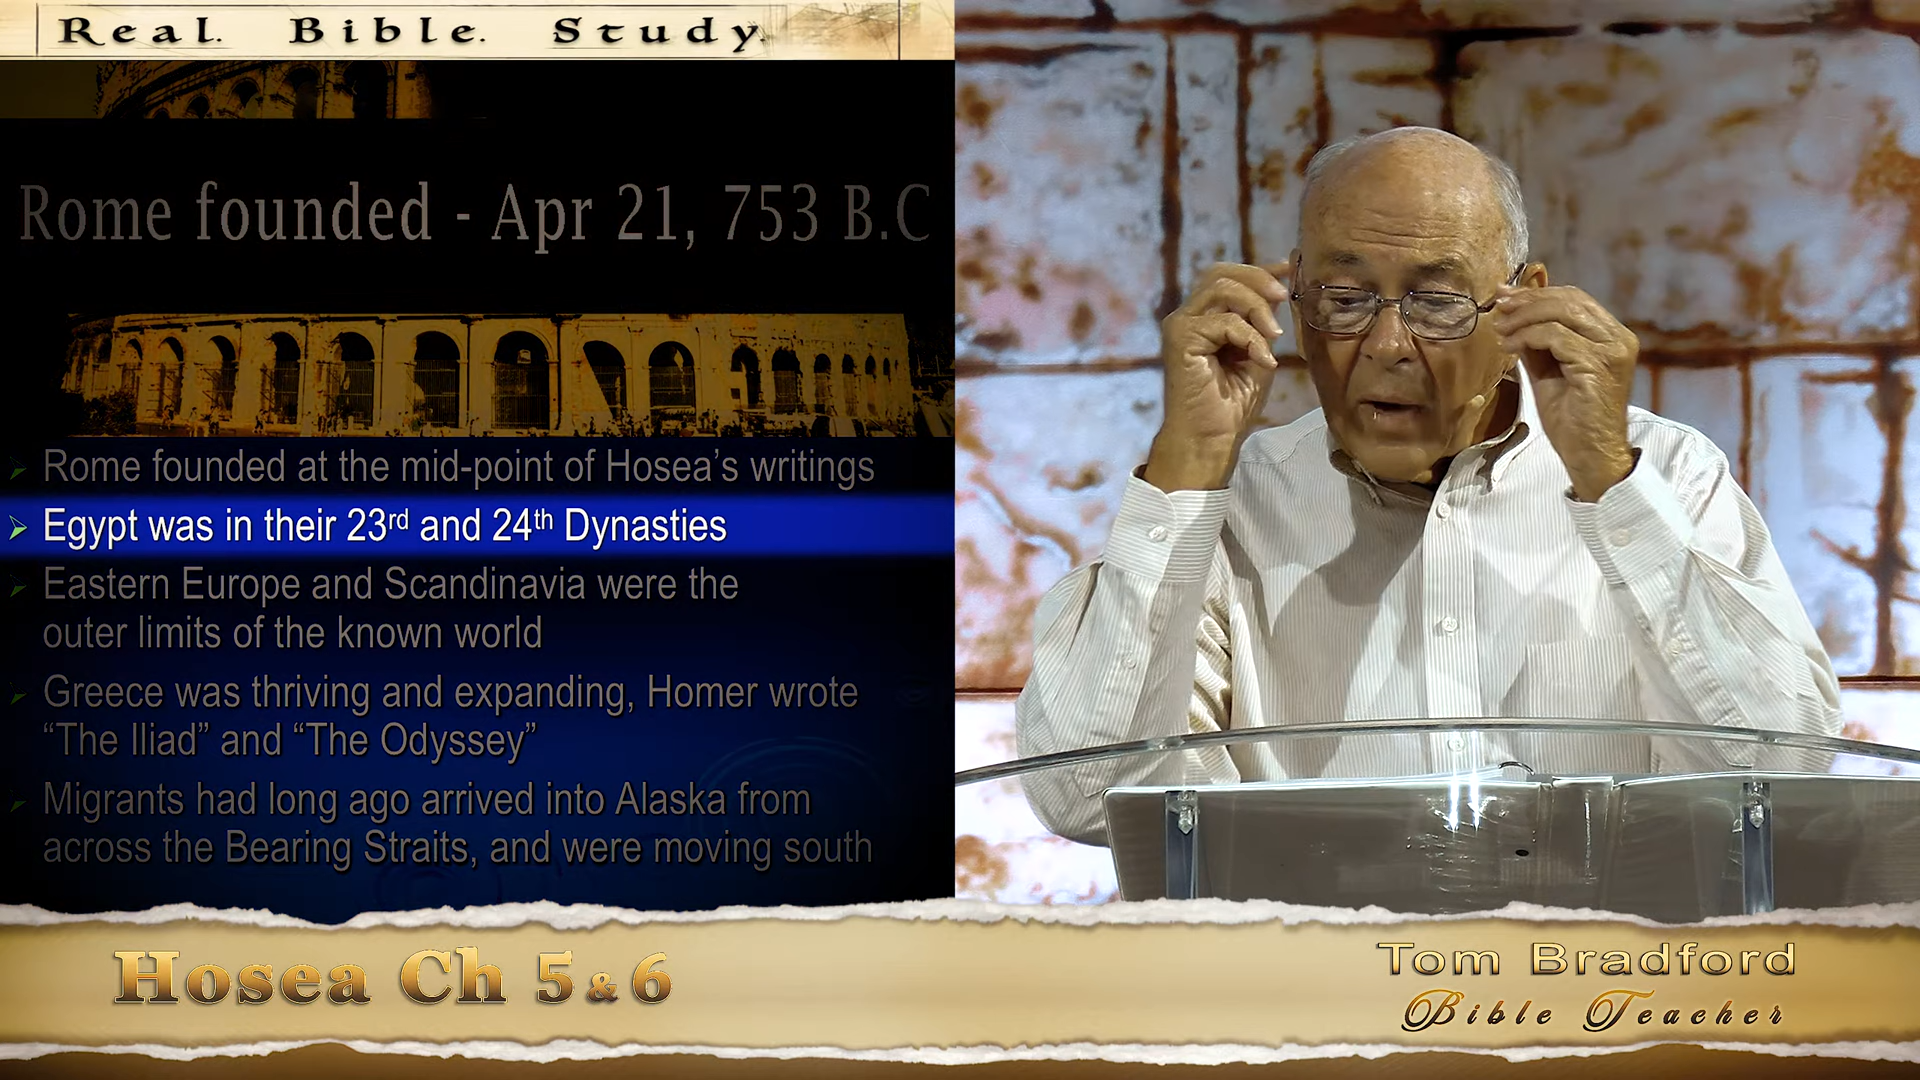 Real. Bible. Study.
Rome founded - Apr 21, 753 B.C
Rome founded at the mid-point of Hosea's writings
Egypt was in their 23rd and 24th Dynasties
Eastern Europe and Scandinavia were the
outer limits of the known world
Greece was thriving and expanding, Homer wrote
“The Iliad” and “The Odyssey”
Migrants had long ago arrived into Alaska from
across the Bearing Straits, and were moving south
Hosea Ch 5 & 6
Tom Bradford
Bible Teacher